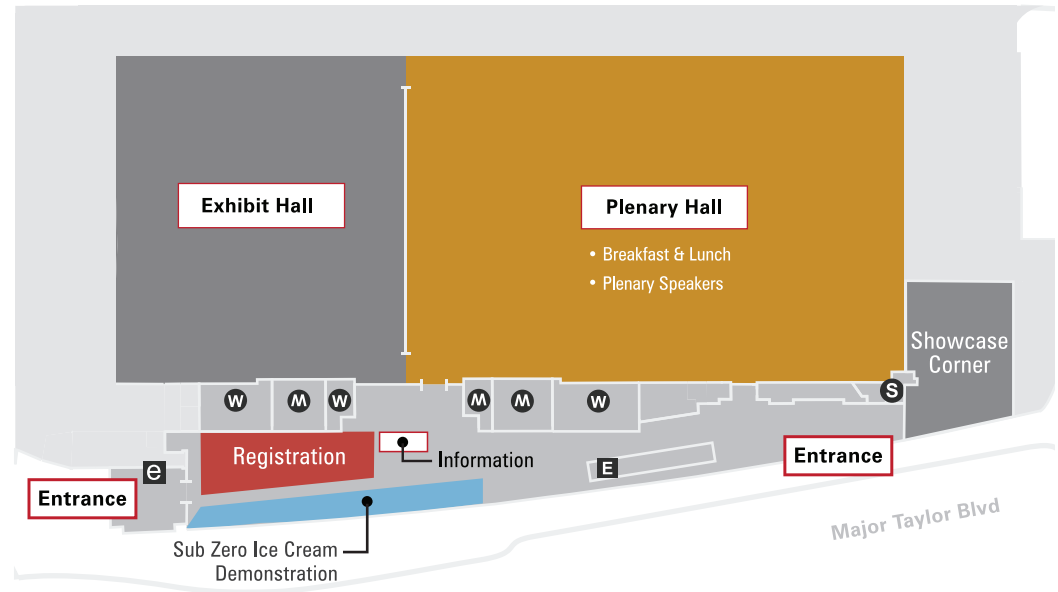 Exhibit Hall
Plenary Hall
• Breakfast & Lunch
• Plenary Speakers
Showcase
Corner
S
W
M
W
M
M
W
Registration
Information
e
E
Entrance
Entrance
Major Taylor Blvd
Sub Zero Ice Cream
Demonstration